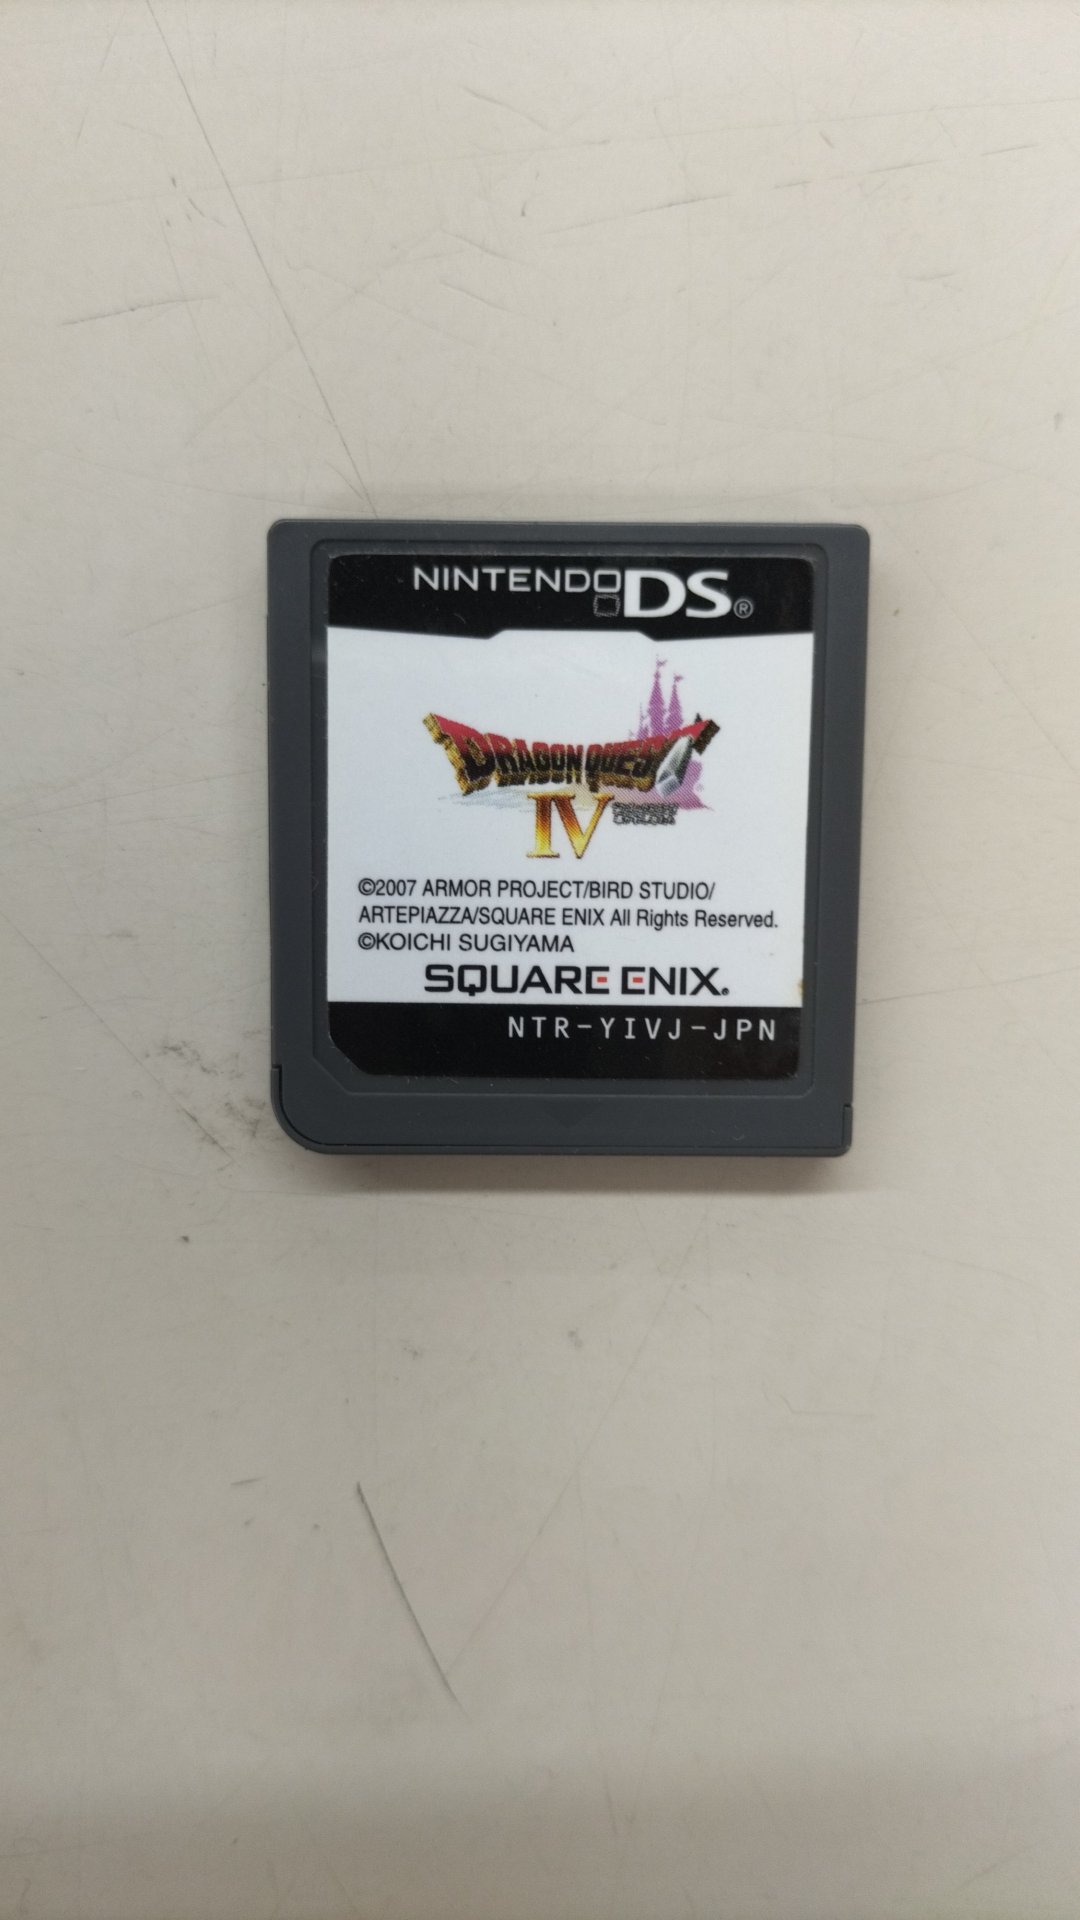 NINTENDO DS®
DRAGON QUEST
IV
©2007 ARMOR PROJECT/BIRD STUDIO/
ARTEPIAZZA/SQUARE ENIX All Rights Reserved.
©KOICHI SUGIYAMA
SQUARE ENIX®
NTR-YIVJ-JPN